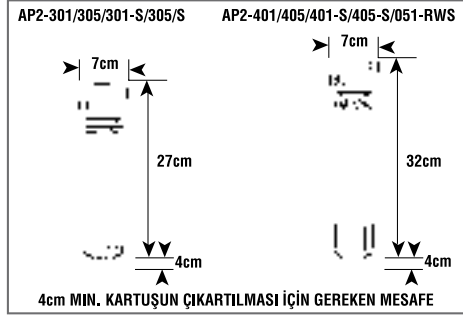 AP2-301/305/301-S/305/S
AP2-401/405/401-S/405-S/051-RWS
7cm
7cm
27cm
32cm
4cm
4cm
4cm MIN. KARTUŞUN ÇIKARTILMASI İÇİN GEREKEN MESAFE